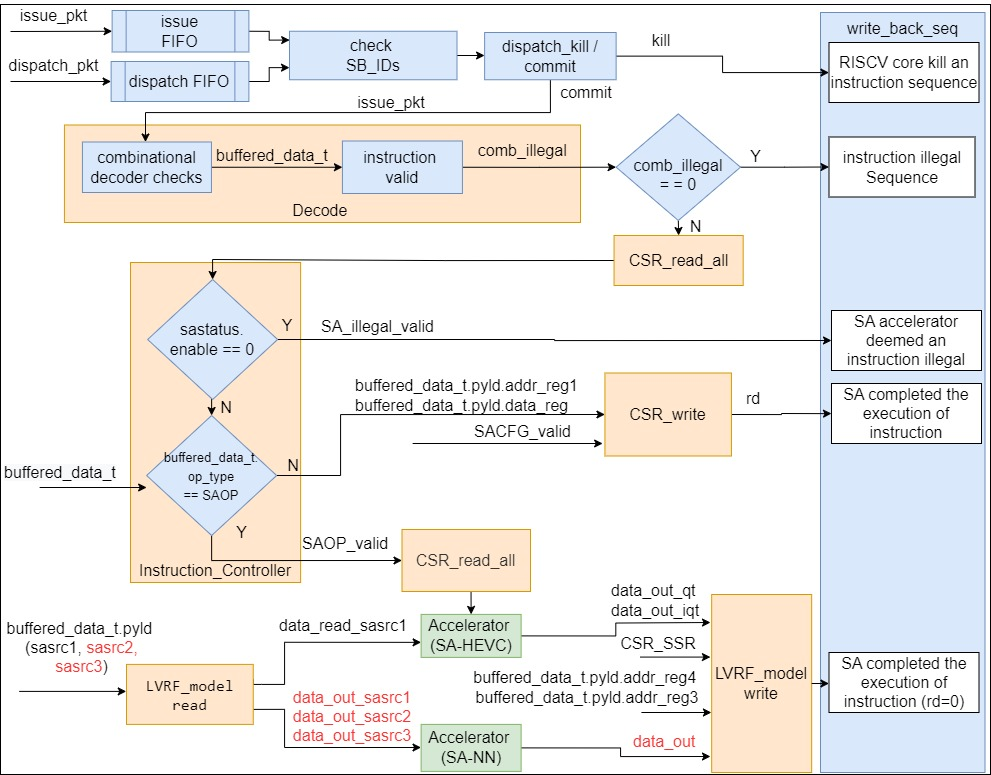 issue_pkt
issue
FIFO
dispatch_pkt
dispatch FIFO
check
SB_IDs
dispatch_kill /
commit
kill
commit
write_back_seq
RISCV core kill an
instruction sequence
issue_pkt
combinational
decoder checks
buffered_data_t
instruction
valid
comb_illegal
Decode
comb_illegal
= = 0
Y
N
instruction illegal
Sequence
CSR_read_all
sastatus.
enable == 0
Y
SA_illegal_valid
N
SA accelerator
deemed an
instruction illegal
buffered_data_t
buffered_data_t.
op_type
== SAOP
N
Y
Instruction_Controller
buffered_data_t.pyld.addr_reg1
buffered_data_t.pyld.data_reg
SACFG_valid
CSR_write
rd
SA completed the
execution of
instruction
SAOP_valid
CSR_read_all
buffered_data_t.pyld
(sasrc1, sasrc2,
sasrc3)
LVRF_model
read
data_read_sasrc1
data_out_sasrc1
data_out_sasrc2
data_out_sasrc3
Accelerator
(SA-HEVC)
Accelerator
(SA-NN)
data_out_qt
data_out_iqt
CSR_SSR
buffered_data_t.pyld.addr_reg4
buffered_data_t.pyld.addr_reg3
data_out
LVRF_model
write
SA completed the
execution of
instruction (rd=0)